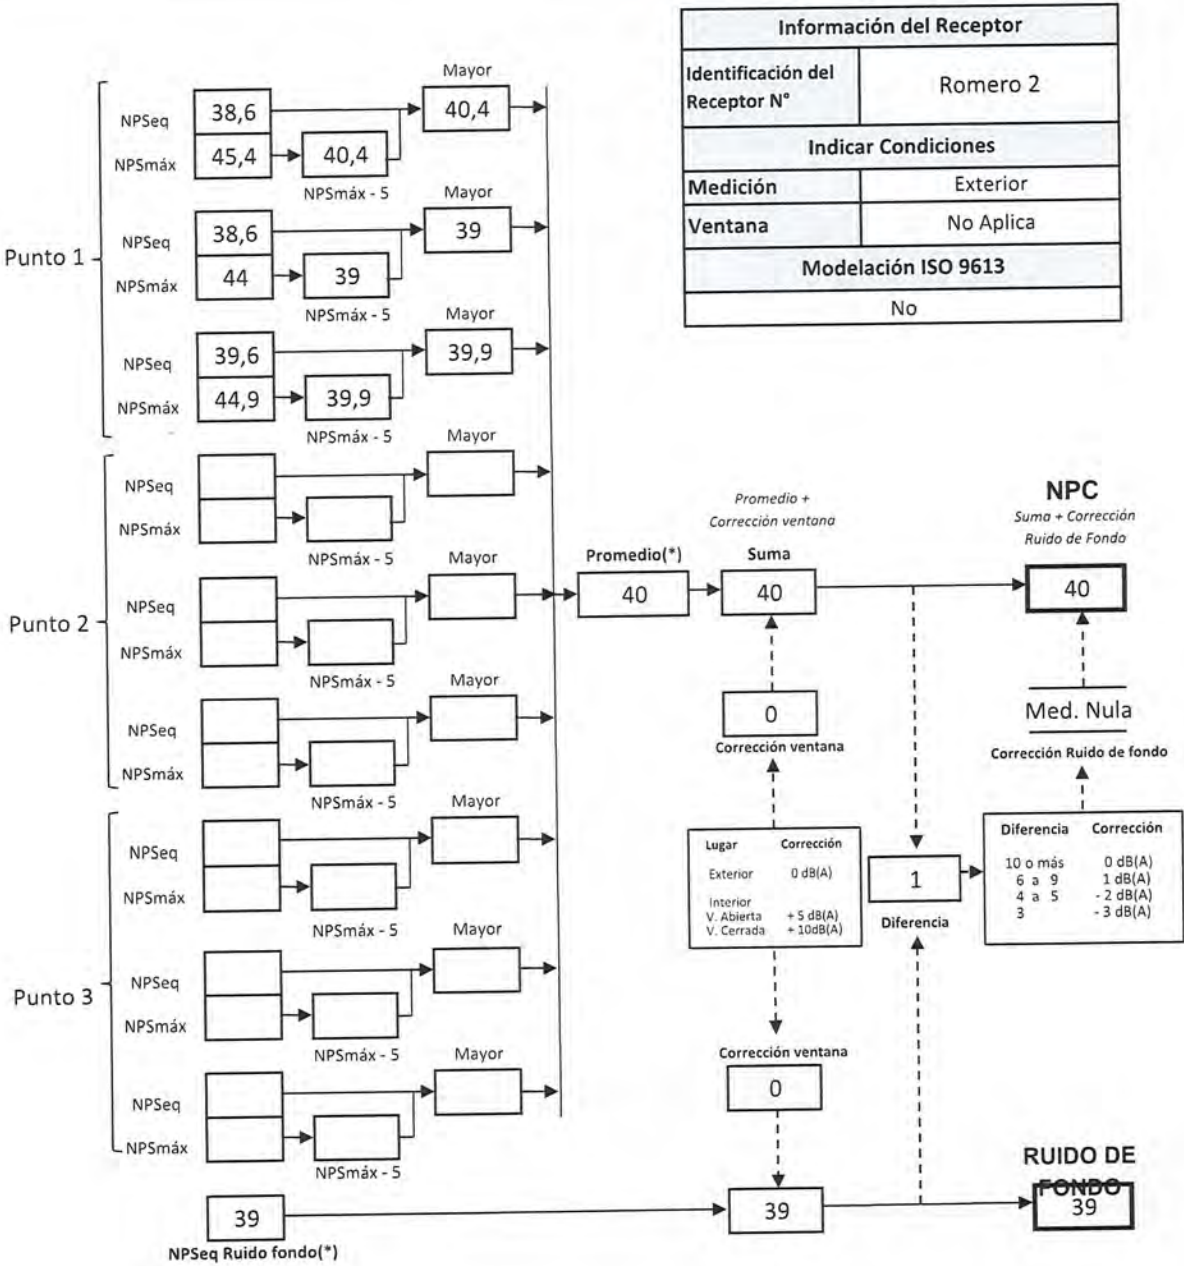 Información del Receptor
Identificación del Receptor N°
Romero 2
Indicar Condiciones
Medición
Exterior
Ventana
No Aplica
Modelación ISO 9613
No
Punto 1
NPSeq
38,6
Mayor
40,4
NPSmáx
45,4
40,4
NPSmáx - 5
NPSeq
38,6
Mayor
39
NPSmáx
44
39
NPSmáx - 5
NPSeq
39,6
Mayor
39,9
NPSmáx
44,9
39,9
NPSmáx - 5
Punto 2
NPSeq
Mayor
NPSmáx
NPSmáx - 5
NPSeq
Mayor
NPSmáx
NPSmáx - 5
NPSeq
Mayor
NPSmáx
NPSmáx - 5
Punto 3
NPSeq
Mayor
NPSmáx
NPSmáx - 5
NPSeq
Mayor
NPSmáx
NPSmáx - 5
NPSeq
Mayor
NPSmáx
NPSmáx - 5
Promedio(*)
40
Promedio +
Corrección ventana
Suma
40
NPC
Suma + Corrección
Ruido de Fondo
40
0
Corrección ventana
Med. Nula
Corrección Ruido de fondo
Lugar Corrección
Exterior 0 dB(A)
Interior
V. Abierta + 5 dB(A)
V. Cerrada + 10dB(A)
1
Diferencia
Diferencia Corrección
10 o más 0 dB(A)
6 a 9 1 dB(A)
4 a 5 - 2 dB(A)
3 - 3 dB(A)
Corrección ventana
0
39
NPSeq Ruido fondo(*)
39
RUIDO DE
FONDO
39